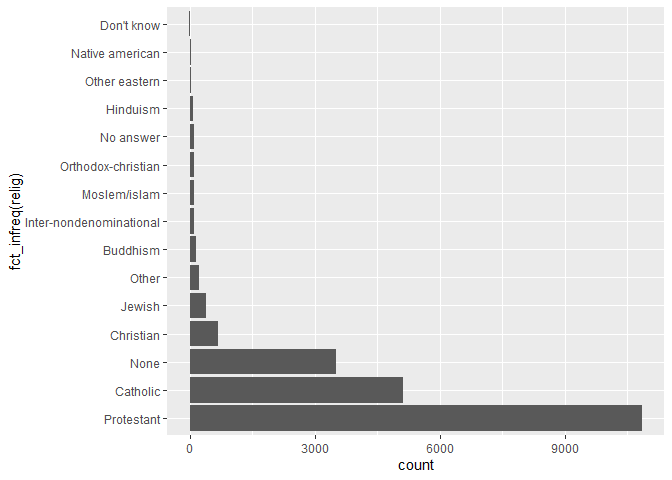 Don't know
Native american
Other eastern
Hinduism
No answer
Orthodox-christian
Moslem/islam
Inter-nondenominational
Buddhism
Other
Jewish
Christian
None
Catholic
Protestant
fct_infreq(relig)
0 3000 6000 9000
count